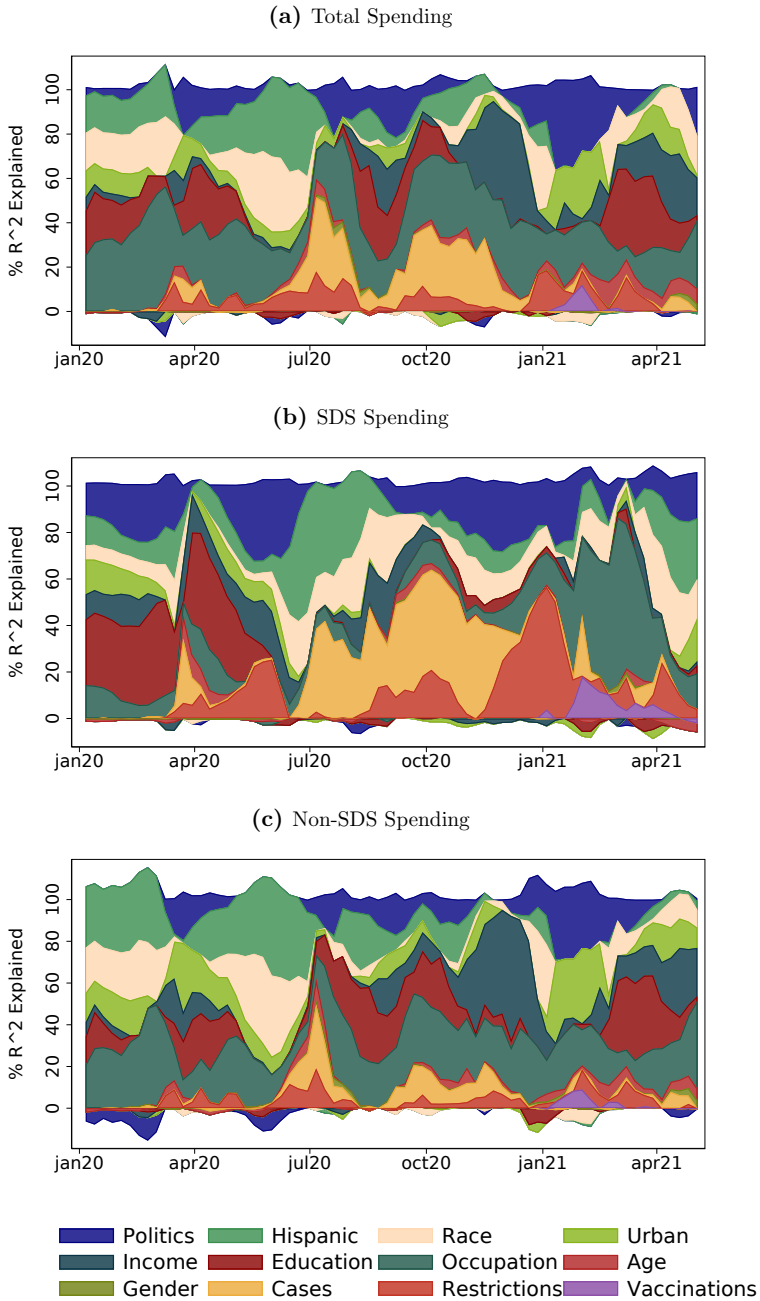 (a) Total Spending
% R^2 Explained
100
80
60
40
20
0
jan20 apr20 jul20 oct20 jan21 apr21
(b) SDS Spending
% R^2 Explained
100
80
60
40
20
0
jan20 apr20 jul20 oct20 jan21 apr21
(c) Non-SDS Spending
% R^2 Explained
100
80
60
40
20
0
jan20 apr20 jul20 oct20 jan21 apr21
Politics Hispanic Race Urban
Income Education Occupation Age
Gender Cases Restrictions Vaccinations